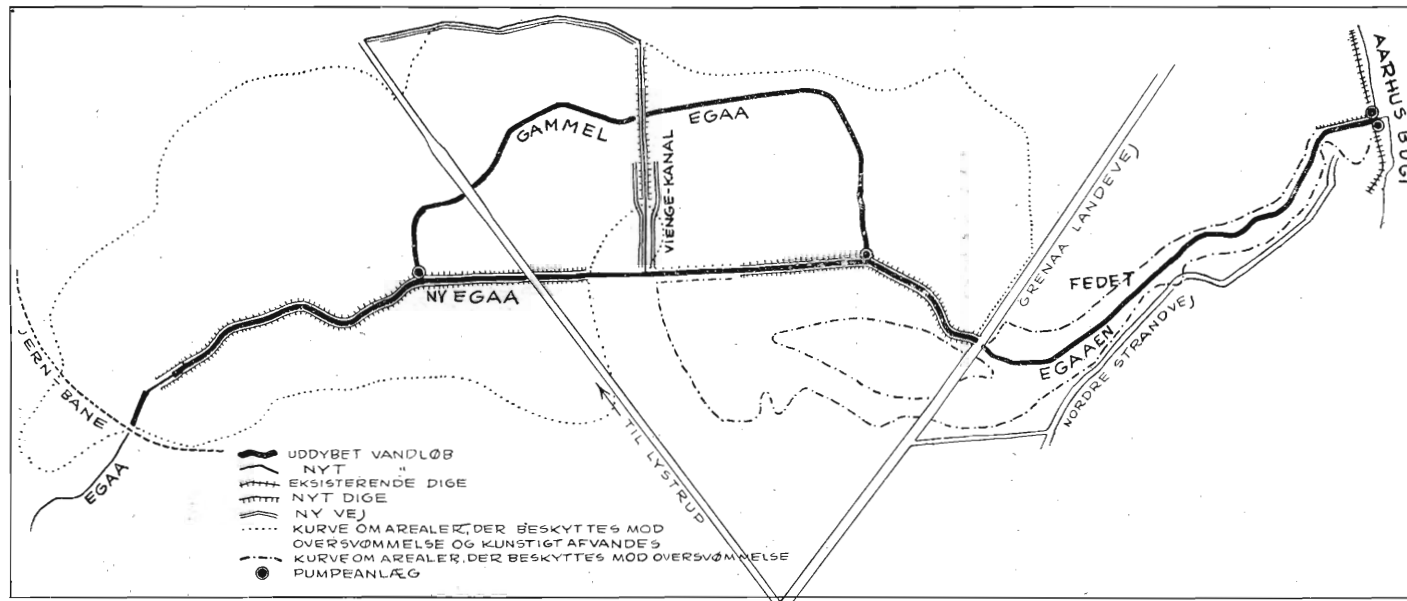 AARHUS BUGT
GAMMEL
EGAA
VIENGE-KANAL
GRENAA LANDEVEJ
FEDET
NY EGAA
EGAAEN
NORDRE STRANDVEJ
JERNBANE
TIL LYSTRUP
EGAA
UDDYBET VANDLØB
NYT "
EKSISTERENDE DIGE
NYT DIGE
NY VEJ
KURVE OM AREALER, DER BESKYTTES MOD
OVERSVØMMELSE OG KUNSTIGT AFVANDES
KURVE OM AREALER, DER BESKYTTES MOD OVERSVØMMELSE
PUMPEANLÆG